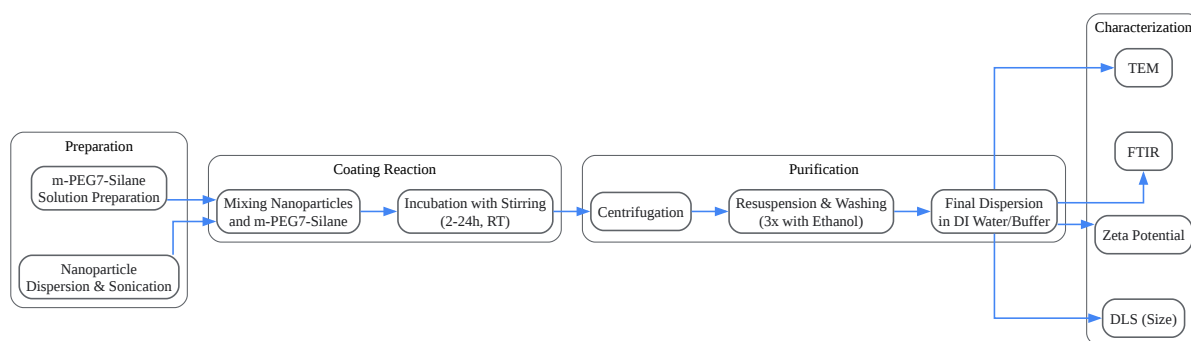 Preparation
m-PEG7-Silane
Solution Preparation
Nanoparticle
Dispersion & Sonication
Coating Reaction
Mixing Nanoparticles
and m-PEG7-Silane
Incubation with Stirring
(2-24h, RT)
Purification
Centrifugation
Resuspension & Washing
(3x with Ethanol)
Final Dispersion
in DI Water/Buffer
Characterization
TEM
FTIR
Zeta Potential
DLS (Size)